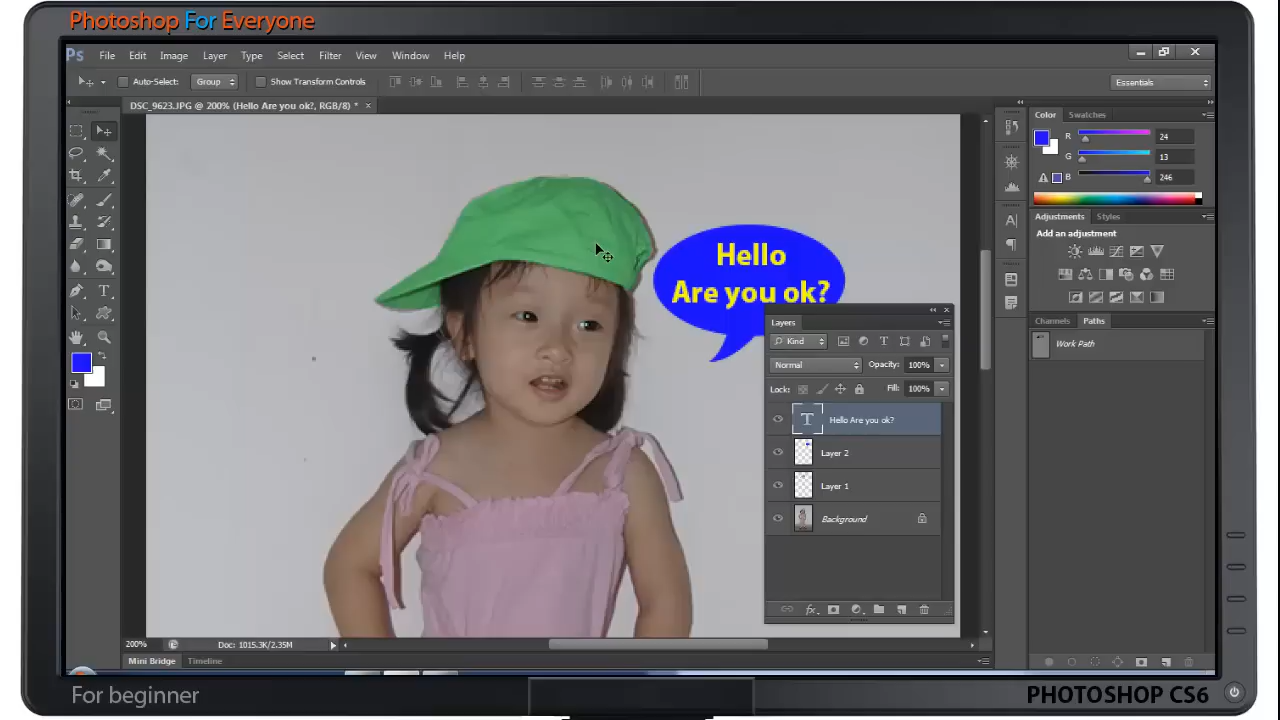 Photoshop For Everyone
Ps File Edit Image Layer Type Select Filter View Window Help
Auto-Select: Group Show Transform Controls Essentials
DSC_9623.JPG @ 200% (Hello Are you ok?, RGB/8) * ×
Color Swatches
R 24
G 13
B 246
Adjustments Styles
Add an adjustment
Hello
Are you ok?
Channels Paths
Work Path
Layers
Kind
Normal Opacity: 100%
Lock: Fill: 100%
T Hello Are you ok?
Layer 2
Layer 1
Background
200% Doc: 1015.3K/2.35M
Mini Bridge Timeline
For beginner
PHOTOSHOP CS6